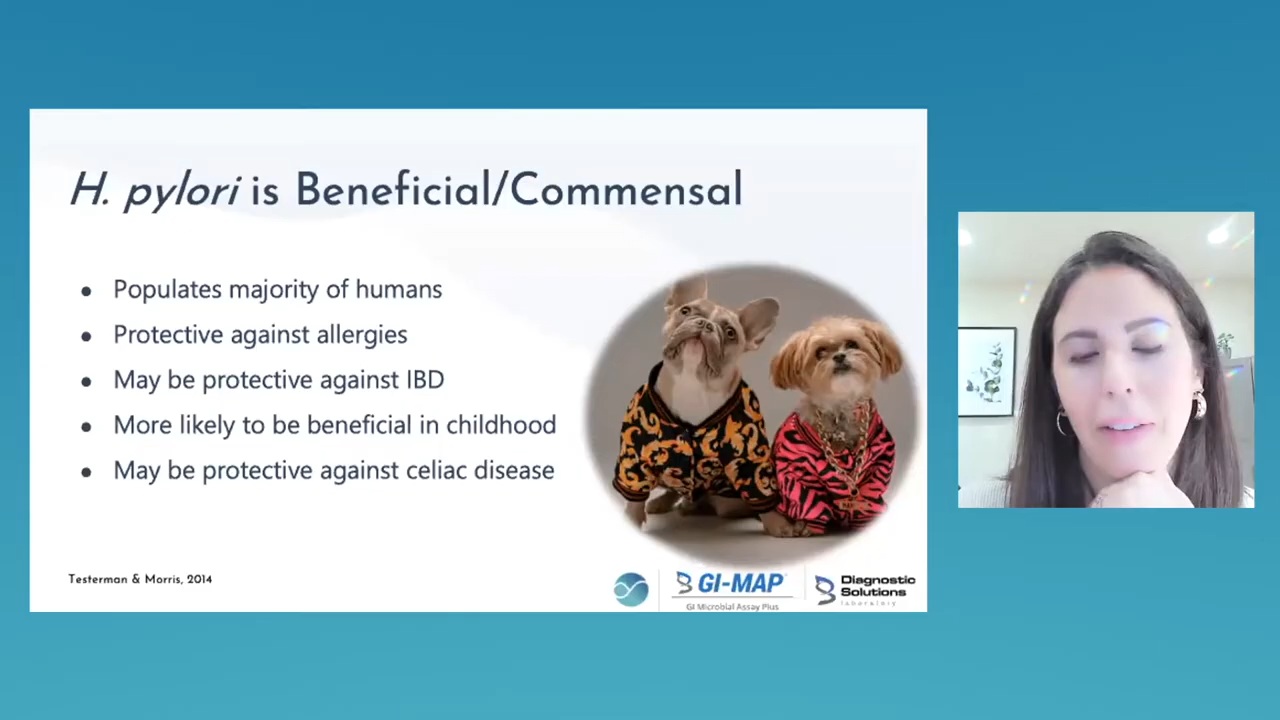 H. pylori is Beneficial/Commensal
• Populates majority of humans
• Protective against allergies
• May be protective against IBD
• More likely to be beneficial in childhood
• May be protective against celiac disease
Testerman & Morris, 2014
GI-MAP
GI Microbial Assay Plus
Diagnostic
Solutions
laboratory